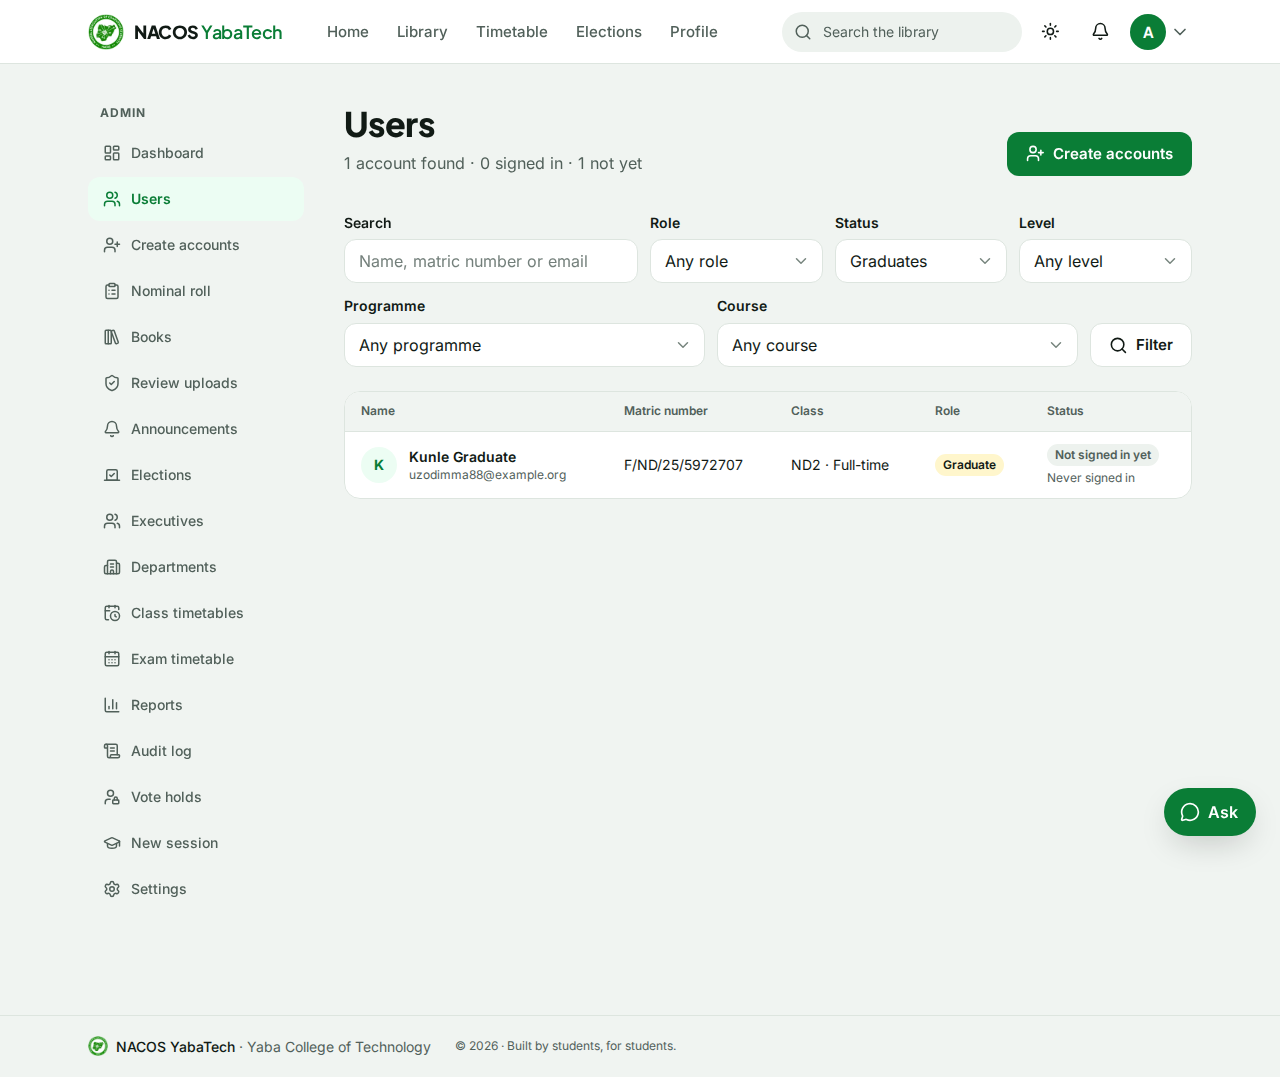 NACOS YabaTech
Home
Library
Timetable
Elections
Profile
Search the library
A
ADMIN
Dashboard
Users
Create accounts
Nominal roll
Books
Review uploads
Announcements
Elections
Executives
Departments
Class timetables
Exam timetable
Reports
Audit log
Vote holds
New session
Settings
Users
1 account found · 0 signed in · 1 not yet
Create accounts
Search
Role
Status
Level
Name, matric number or email
Any role
Graduates
Any level
Programme
Course
Any programme
Any course
Filter
Name
Matric number
Class
Role
Status
K
Kunle Graduate
uzodimma88@example.org
F/ND/25/5972707
ND2 · Full-time
Graduate
Not signed in yet
Never signed in
Ask
NACOS YabaTech · Yaba College of Technology
© 2026 · Built by students, for students.